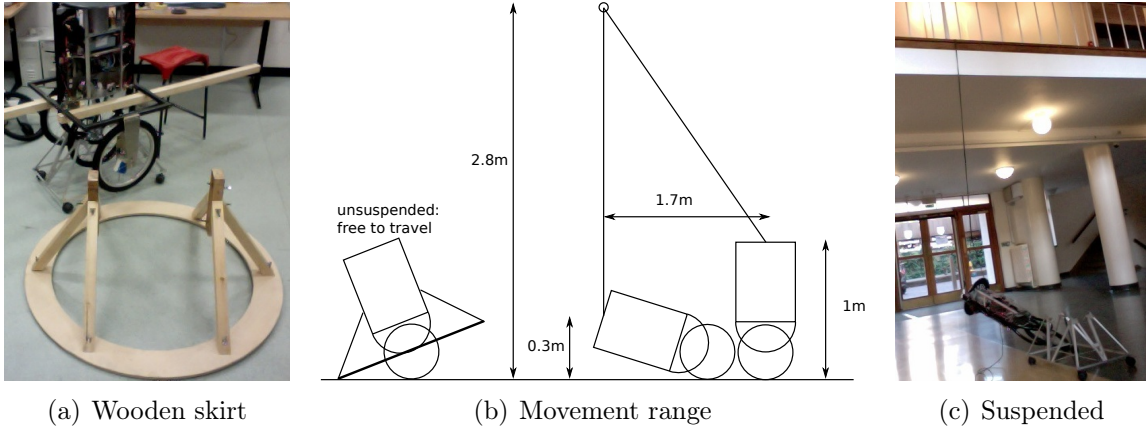 unsuspended:
free to travel
2.8m
1.7m
0.3m
1m
(a) Wooden skirt
(b) Movement range
(c) Suspended